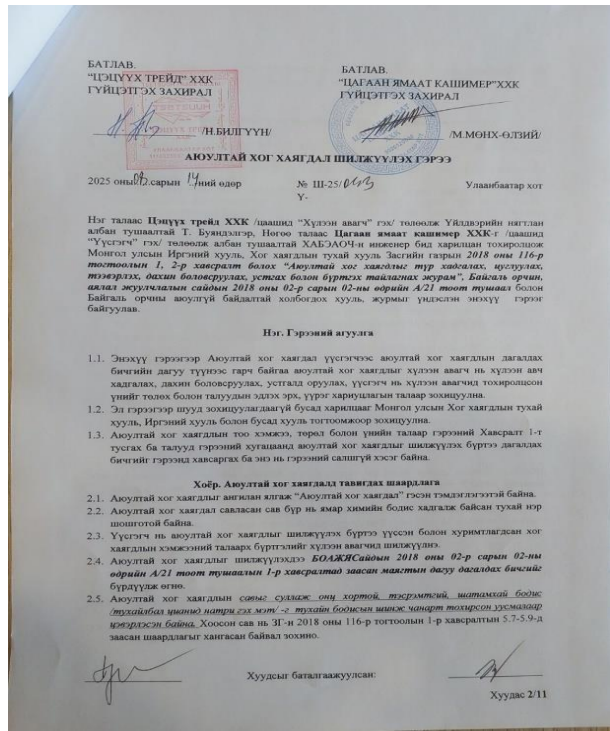 БАТЛАВ.
“ЦЭЦҮҮХ ТРЕЙД” ХХК
ГҮЙЦЭТГЭХ ЗАХИРАЛ
/Н.БИЛГҮҮН/
БАТЛАВ.
“ЦАГААН ЯМААТ КАШИМЕР”ХХК
ГҮЙЦЭТГЭХ ЗАХИРАЛ
/М.МӨНХ-ӨЛЗИЙ/
АЮУЛТАЙ ХОГ ХАЯГДАЛ ШИЛЖҮҮЛЭХ ГЭРЭЭ
2025 оны сарын 14ний өдөр № Ш-25/ Улаанбаатар хот
Ү-
Нэг талаас Цэцүүх трейд ХХК /цаашид “Хүлээн авагч” гэх/ төлөөлж Үйлдвэрийн нягтлан
албан тушаалтай Т. Буяндэлгэр, Нөгөө талаас Цагаан ямаат кашимер ХХК-г /цаашид
“Үүсгэгч” гэх/ төлөөлж албан тушаалтай ХАБЭАОЧ-н инженер бид харилцан тохиролцож
Монгол улсын Иргэний хууль, Хог хаягдлын тухай хууль Засгийн газрын 2018 оны 116-р
тогтоолын 1, 2-р хавсралт болох “Аюултай хог хаягдлыг түр хадгалах, цуглуулах,
тээвэрлэх, дахин боловсруулах, устгах болон бүртгэх тайлагнах журам”, Байгаль орчин,
аялал жуулчлалын сайдын 2018 оны 02-р сарын 02-ны өдрийн А/21 тоот тушаал болон
Байгаль орчны аюулгүй байдалтай холбогдох хууль, журмыг үндэслэн энэхүү гэрээг
байгуулав.
Нэг. Гэрээний агуулга
1.1. Энэхүү гэрээгээр Аюултай хог хаягдал үүсгэгчээс аюултай хог хаягдлын дагалдах
бичгийн дагуу түүнээс гарч байгаа аюултай хог хаягдлыг хүлээн авагч нь хүлээн авч
хадгалах, дахин боловсруулах, устгалд оруулах, үүсгэгч нь хүлээн авагчид тохиролцсон
үнийг төлөх болон талуудын эдлэх эрх, үүрэг хариуцлагын талаар зохицуулна.
1.2. Эл гэрээгээр шууд зохицуулагдаагүй бусад харилцааг Монгол улсын Хог хаягдлын тухай
хууль, Иргэний хууль болон бусад хууль тогтоомжоор зохицуулна.
1.3. Аюултай хог хаягдлын тоо хэмжээ, төрөл болон үнийн талаар гэрээний Хавсралт 1-т
тусгах ба талууд гэрээний хугацаанд аюултай хог хаягдлыг шилжүүлэх бүртээ дагалдах
бичгийг гэрээнд хавсаргах ба энэ нь гэрээний салшгүй хэсэг байна.
Хоёр. Аюултай хог хаягдалд тавигдах шаардлага
2.1. Аюултай хог хаягдлыг ангилан ялгаж “Аюултай хог хаягдал” гэсэн тэмдэглэгээтэй байна.
2.2. Аюултай хог хаягдал савласан сав бүр нь ямар химийн бодис хадгалж байсан тухай нэр
шошготой байна.
2.3. Үүсгэгч нь аюултай хог хаягдлыг шилжүүлэх бүртээ үүссэн болон хуримтлагдсан хог
хаягдлын хэмжээний талаарх бүртгэлийг хүлээн авагчид шилжүүлнэ.
2.4. Аюултай хог хаягдлыг шилжүүлэхдээ БОАЖЯСайдын 2018 оны 02-р сарын 02-ны
өдрийн А/21 тоот тушаалын 1-р хавсралтад заасан маягтын дагуу дагалдах бичгийг
бүрдүүлж өгнө.
2.5. Аюултай хог хаягдлын савыг суллаж онц хортой, тэсрэмтгий, шатамхай бодис
/тухайлбал цианид натри гэх мэт/ -г тухайн бодисын шинж чанарт тохирсон уусмалаар
цэвэрлэсэн байна. Хоосон сав нь ЗГ-н 2018 оны 116-р тогтоолын 1-р хавсралтын 5.7-5.9-д
заасан шаардлагыг хангасан байвал зохино.
Хуудсыг баталгаажуулсан:
Хуудас 2/11